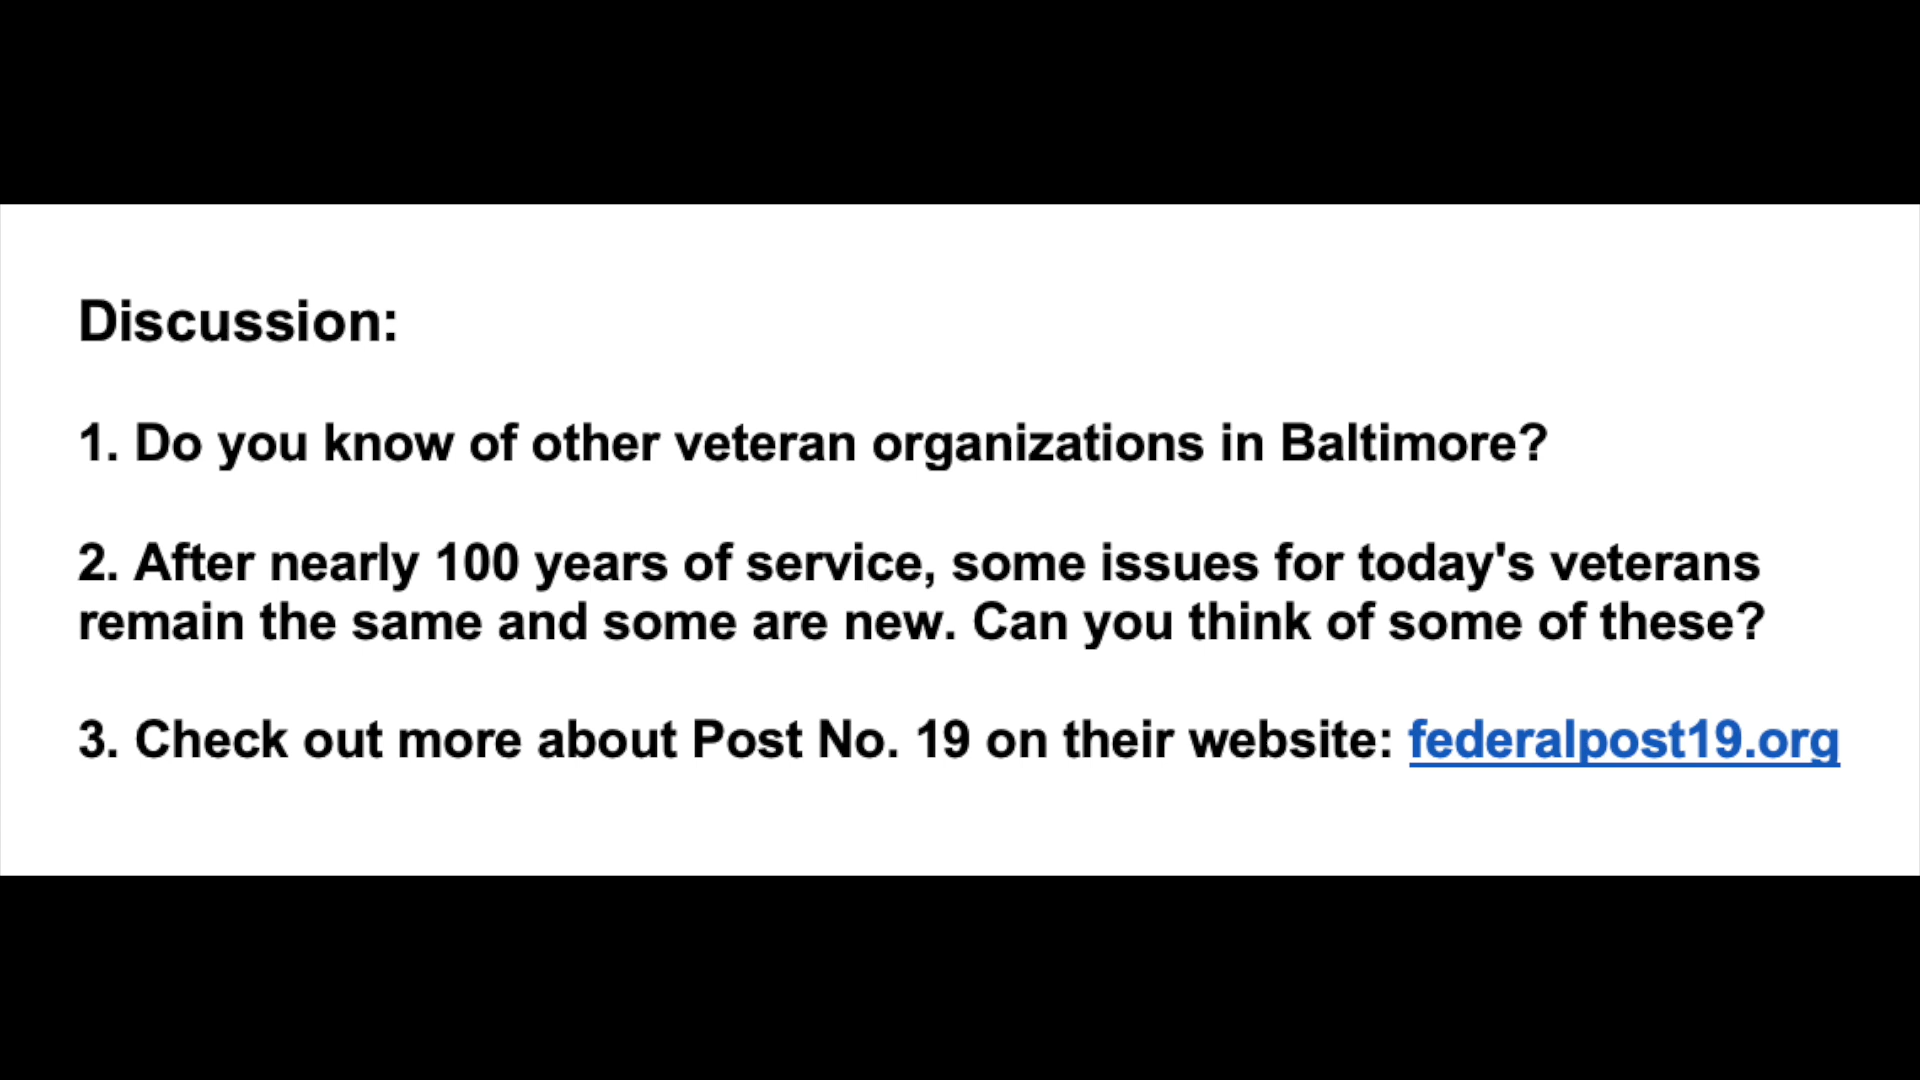 Discussion:
1. Do you know of other veteran organizations in Baltimore?
2. After nearly 100 years of service, some issues for today's veterans
remain the same and some are new. Can you think of some of these?
3. Check out more about Post No. 19 on their website: federalpost19.org